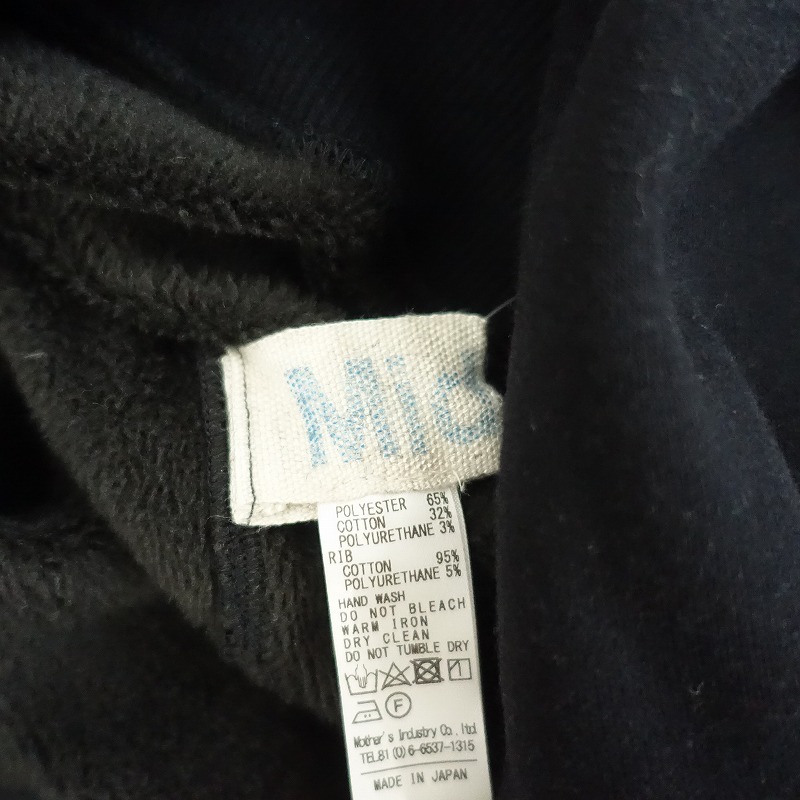 Mid
POLYESTER 65%
COTTON 32%
POLYURETHANE 3%
RIB
COTTON 95%
POLYURETHANE 5%
HAND WASH
DO NOT BLEACH
WARM IRON
DRY CLEAN
DO NOT TUMBLE DRY
F
Mother's Industry Co., ltd.
TEL81(0)6-6537-1315
MADE IN JAPAN